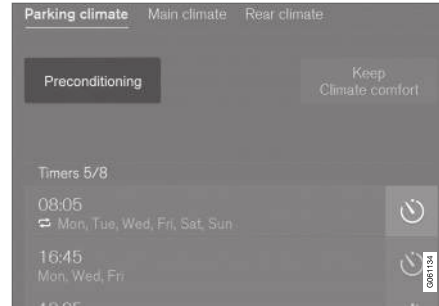 Parking climate Main climate Rear climate
Preconditioning
Keep
Climate comfort
Timers 5/8
08:05
Mon, Tue, Wed, Fri, Sat, Sun
16:45
Mon, Wed, Fri
G061134